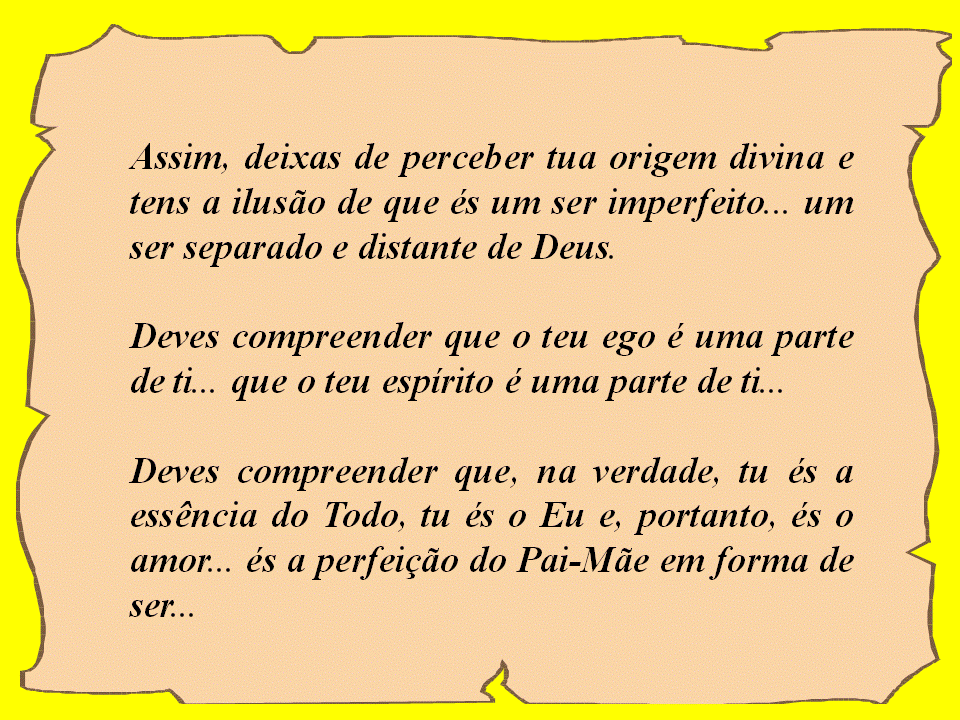 Assim, deixas de perceber tua origem divina e
tens a ilusão de que és um ser imperfeito... um
ser separado e distante de Deus.
Deves compreender que o teu ego é uma parte
de ti... que o teu espírito é uma parte de ti...
Deves compreender que, na verdade, tu és a
essência do Todo, tu és o Eu e, portanto, és o
amor... és a perfeição do Pai-Mãe em forma de
ser...